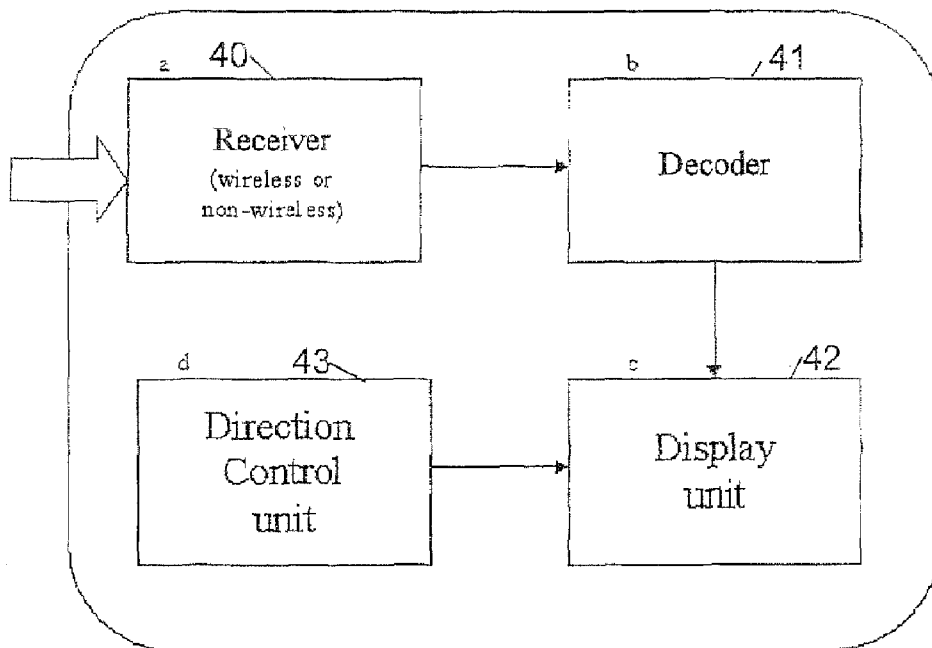 a 40
Receiver
(wireless or
non-wireless)
b 41
Decoder
d 43
Direction
Control
unit
c 42
Display
unit